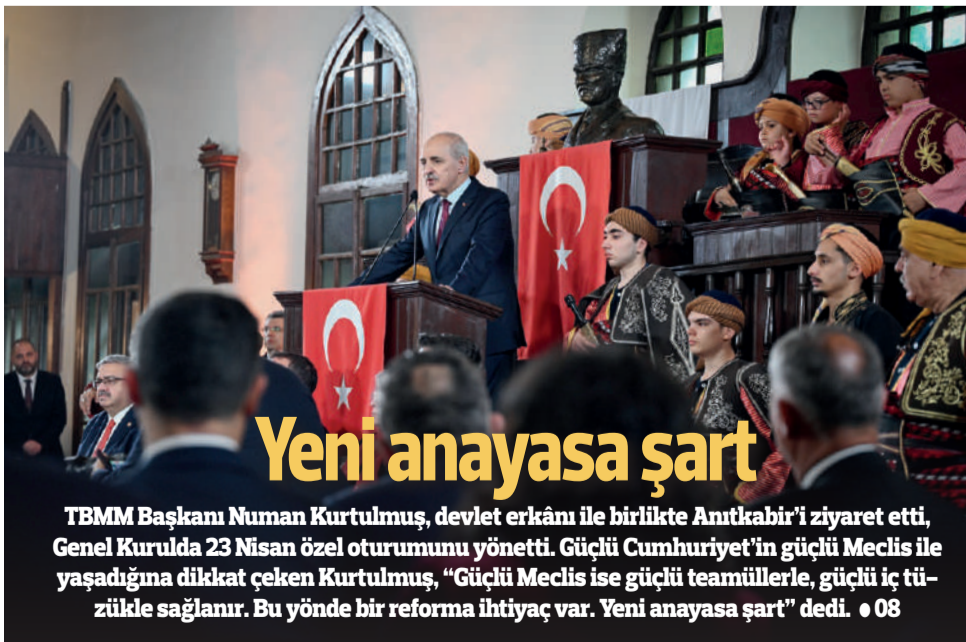 Yeni anayasa şart
TBMM Başkanı Numan Kurtulmuş, devlet erkânı ile birlikte Anıtkabir’i ziyaret etti,
Genel Kurulda 23 Nisan özel oturumunu yönetti. Güçlü Cumhuriyet’in güçlü Meclis ile
yaşadığına dikkat çeken Kurtulmuş, “Güçlü Meclis ise güçlü teamüllerle, güçlü iç tü-
zükle sağlanır. Bu yönde bir reforma ihtiyaç var. Yeni anayasa şart” dedi. ● 08